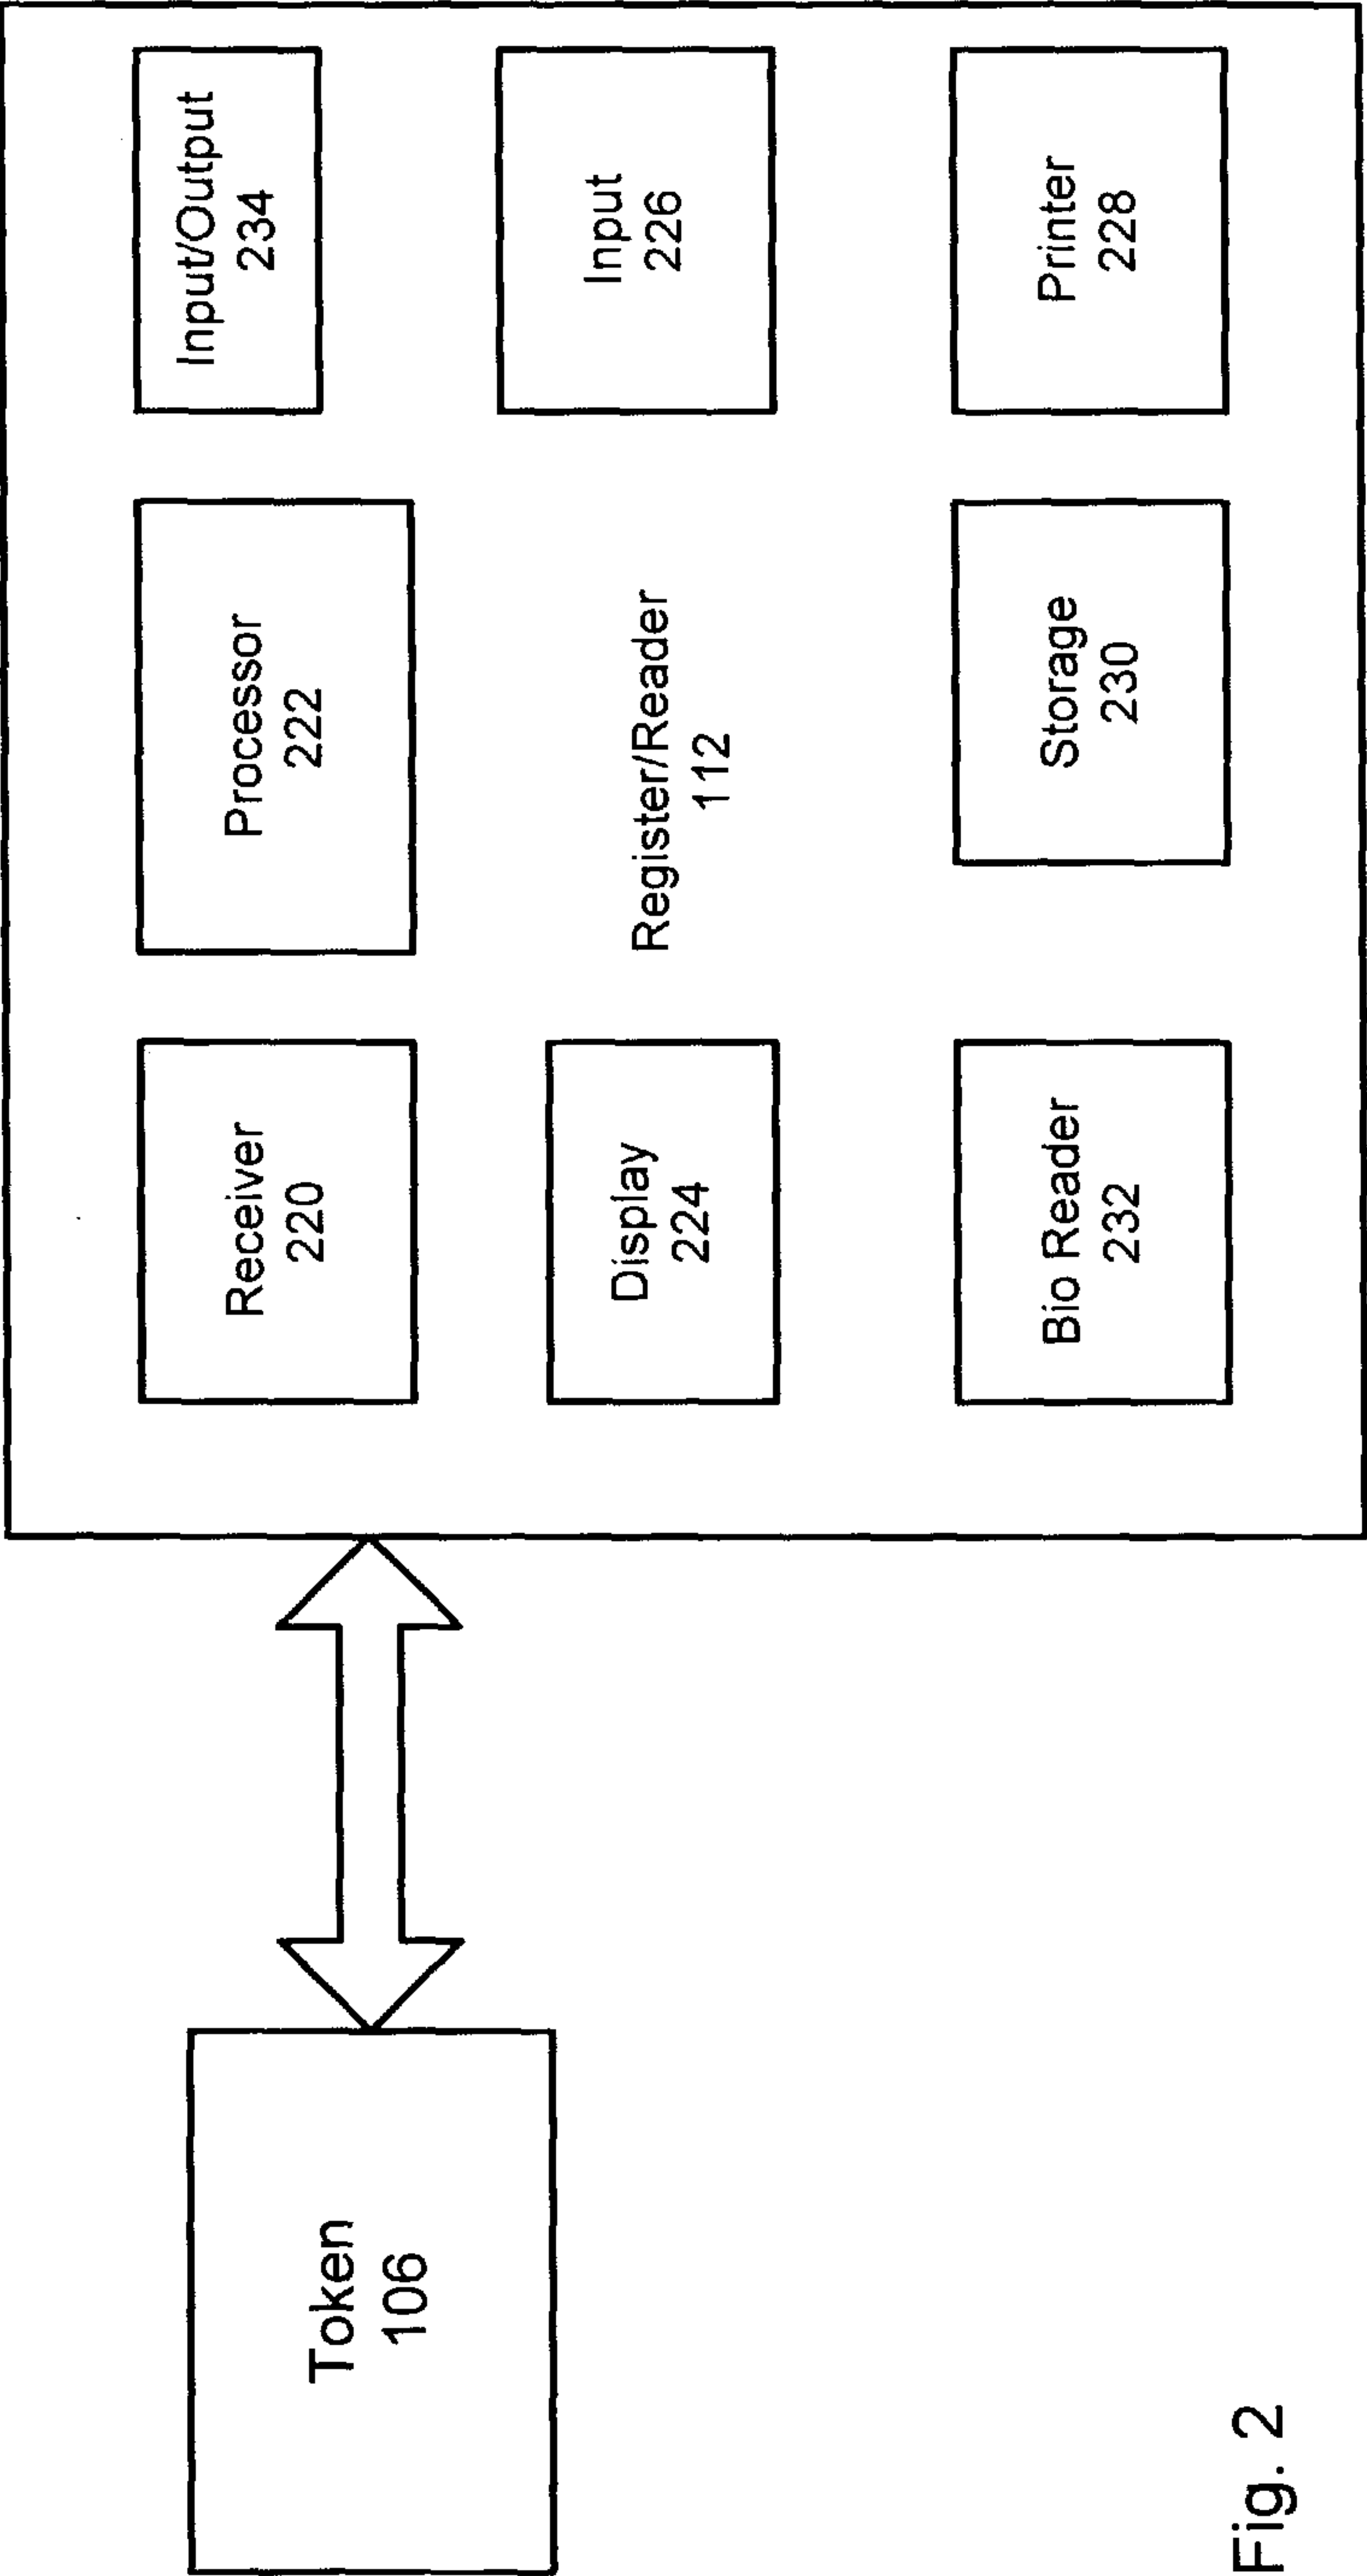 Token
106
Receiver
220
Processor
222
Input/Output
234
Display
224
Register/Reader
112
Input
226
Bio Reader
232
Storage
230
Printer
228
Fig. 2